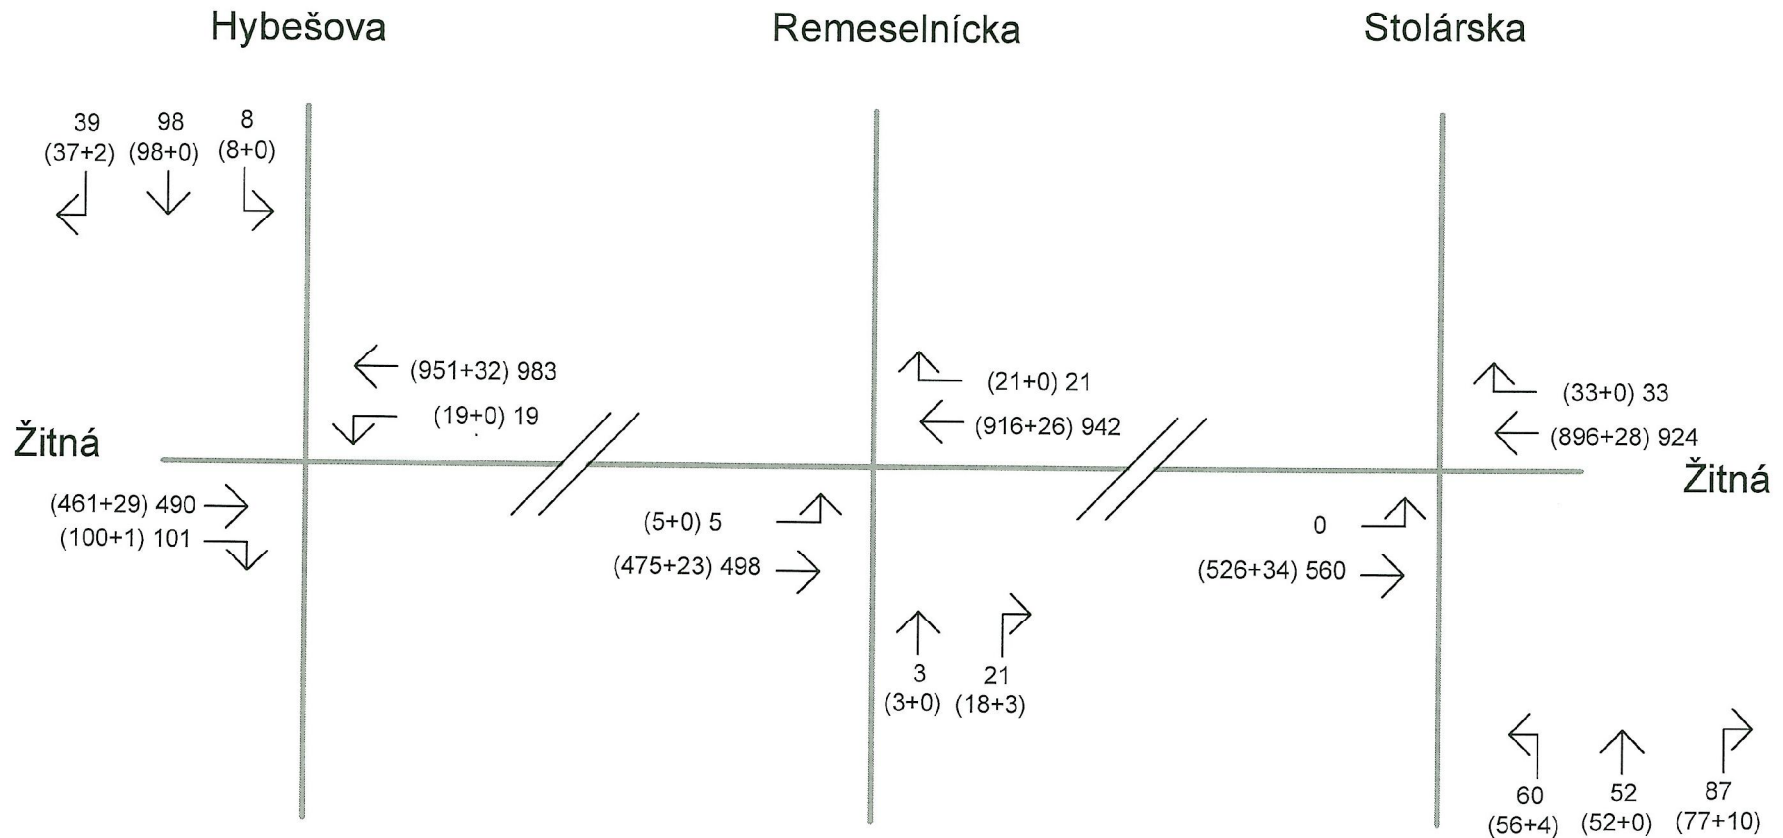 Hybešova
Remeselnícka
Stolárska
39 98 8
(37+2) (98+0) (8+0)
(951+32) 983
(19+0) 19
(21+0) 21
(916+26) 942
(33+0) 33
(896+28) 924
Žitná
Žitná
(461+29) 490
(100+1) 101
(5+0) 5
(475+23) 498
0
(526+34) 560
3 21
(3+0) (18+3)
60 52 87
(56+4) (52+0) (77+10)